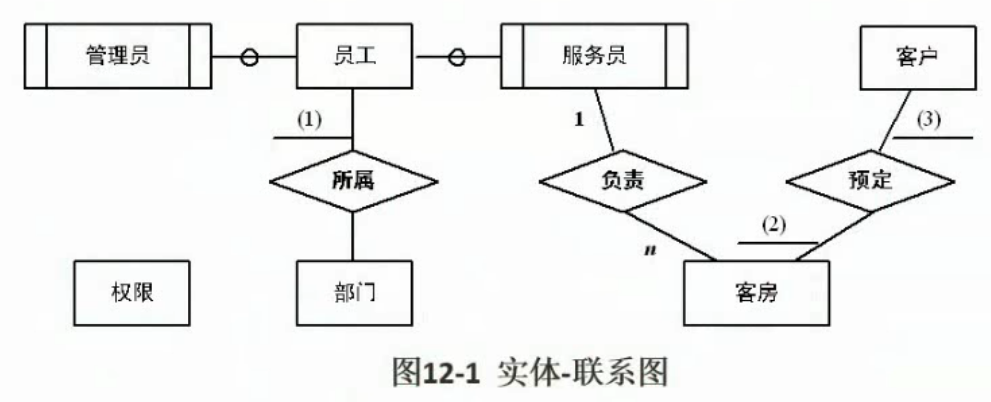 管理员 员工 服务员 客户
(1) 1 (3)
所属 负责 预定
(2)
n
权限 部门 客房
图12-1 实体-联系图